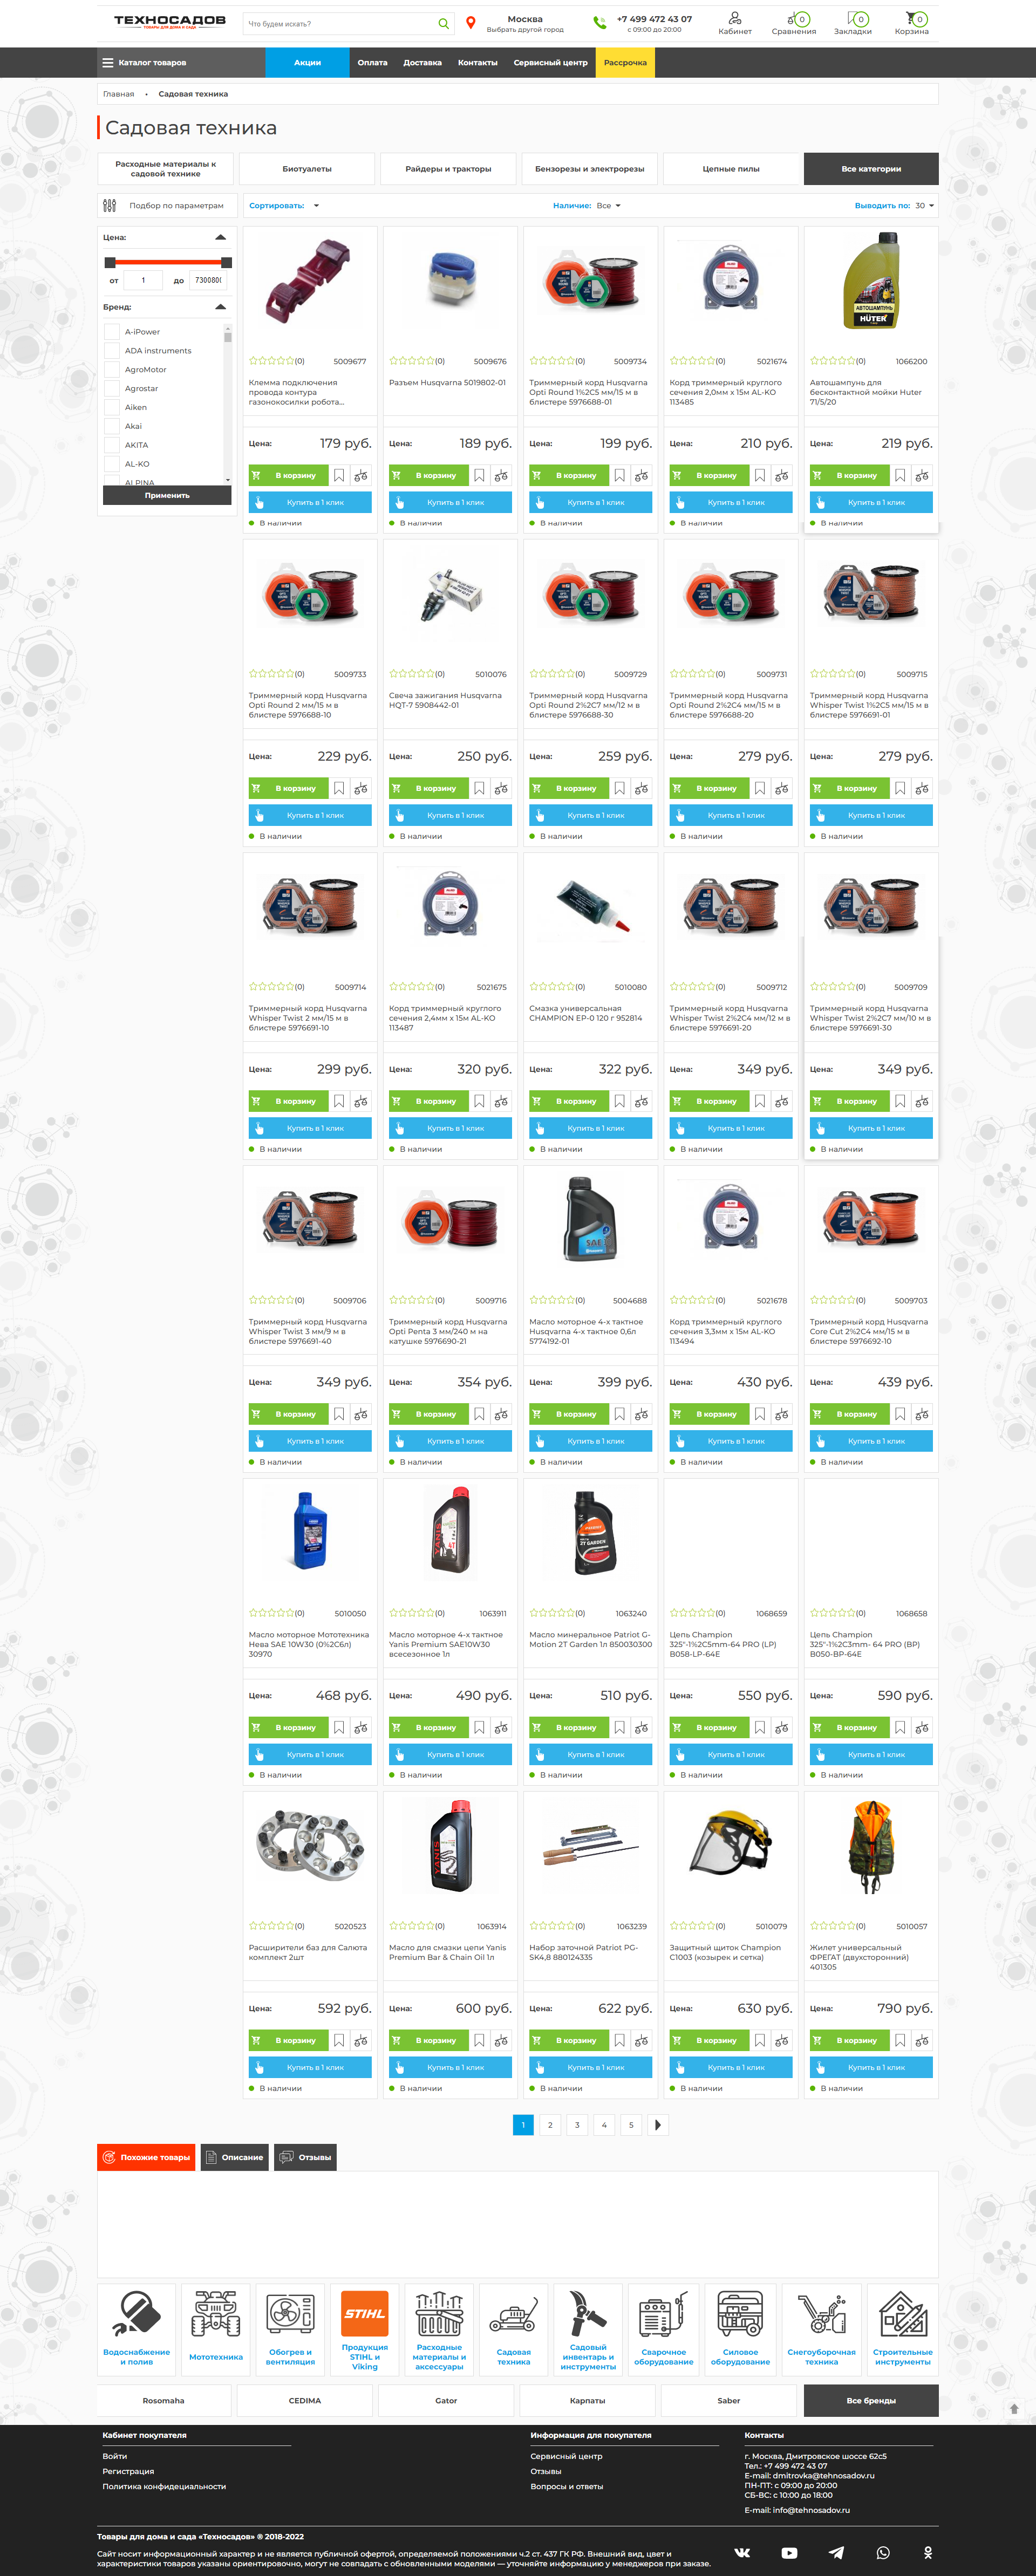 ТЕХНОСАДОВ
ТОВАРЫ ДЛЯ ДОМА И САДА
Что будем искать?
Москва
Выбрать другой город
+7 499 472 43 07
с 09:00 до 20:00
Кабинет
0
Сравнения
0
Закладки
0
Корзина
Каталог товаров
Акции
Оплата
Доставка
Контакты
Сервисный центр
Рассрочка
Главная • Садовая техника
Садовая техника
Расходные материалы к
садовой технике
Биотуалеты
Райдеры и тракторы
Бензорезы и электрорезы
Цепные пилы
Все категории
Подбор по параметрам
Сортировать:
Наличие: Все
Выводить по: 30
Цена:
от 1 до 7300800
Бренд:
A-iPower
ADA instruments
AgroMotor
Agrostar
Aiken
Akai
AKITA
AL-KO
ALPINA
Применить
(0) 5009677
Клемма подключения
провода контура
газонокосилки робота...
Цена: 179 руб.
В корзину
Купить в 1 клик
В наличии
(0) 5009676
Разъем Husqvarna 5019802-01
Цена: 189 руб.
В корзину
Купить в 1 клик
В наличии
(0) 5009734
Триммерный корд Husqvarna
Opti Round 1%2C5 мм/15 м в
блистере 5976688-01
Цена: 199 руб.
В корзину
Купить в 1 клик
В наличии
(0) 5021674
Корд триммерный круглого
сечения 2,0мм х 15м AL-KO
113485
Цена: 210 руб.
В корзину
Купить в 1 клик
В наличии
АВТОШАМПУНЬ
HÜTER
(0) 1066200
Автошампунь для
бесконтактной мойки Huter
71/5/20
Цена: 219 руб.
В корзину
Купить в 1 клик
В наличии
(0) 5009733
Триммерный корд Husqvarna
Opti Round 2 мм/15 м в
блистере 5976688-10
Цена: 229 руб.
В корзину
Купить в 1 клик
В наличии
(0) 5010076
Свеча зажигания Husqvarna
HQT-7 5908442-01
Цена: 250 руб.
В корзину
Купить в 1 клик
В наличии
(0) 5009729
Триммерный корд Husqvarna
Opti Round 2%2C7 мм/12 м в
блистере 5976688-30
Цена: 259 руб.
В корзину
Купить в 1 клик
В наличии
(0) 5009731
Триммерный корд Husqvarna
Opti Round 2%2C4 мм/15 м в
блистере 5976688-20
Цена: 279 руб.
В корзину
Купить в 1 клик
В наличии
(0) 5009715
Триммерный корд Husqvarna
Whisper Twist 1%2C5 мм/15 м в
блистере 5976691-01
Цена: 279 руб.
В корзину
Купить в 1 клик
В наличии
(0) 5009714
Триммерный корд Husqvarna
Whisper Twist 2 мм/15 м в
блистере 5976691-10
Цена: 299 руб.
В корзину
Купить в 1 клик
В наличии
(0) 5021675
Корд триммерный круглого
сечения 2,4мм х 15м AL-KO
113487
Цена: 320 руб.
В корзину
Купить в 1 клик
В наличии
(0) 5010080
Смазка универсальная
CHAMPION EP-0 120 г 952814
Цена: 322 руб.
В корзину
Купить в 1 клик
В наличии
(0) 5009712
Триммерный корд Husqvarna
Whisper Twist 2%2C4 мм/12 м в
блистере 5976691-20
Цена: 349 руб.
В корзину
Купить в 1 клик
В наличии
(0) 5009709
Триммерный корд Husqvarna
Whisper Twist 2%2C7 мм/10 м в
блистере 5976691-30
Цена: 349 руб.
В корзину
Купить в 1 клик
В наличии
(0) 5009706
Триммерный корд Husqvarna
Whisper Twist 3 мм/9 м в
блистере 5976691-40
Цена: 349 руб.
В корзину
Купить в 1 клик
В наличии
(0) 5009716
Триммерный корд Husqvarna
Opti Penta 3 мм/240 м на
катушке 5976690-21
Цена: 354 руб.
В корзину
Купить в 1 клик
В наличии
SAE
(0) 5004688
Масло моторное 4-х тактное
Husqvarna 4-х тактное 0,6л
5774192-01
Цена: 399 руб.
В корзину
Купить в 1 клик
В наличии
(0) 5021678
Корд триммерный круглого
сечения 3,3мм х 15м AL-KO
113494
Цена: 430 руб.
В корзину
Купить в 1 клик
В наличии
(0) 5009703
Триммерный корд Husqvarna
Core Cut 2%2C4 мм/15 м в
блистере 5976692-10
Цена: 439 руб.
В корзину
Купить в 1 клик
В наличии
(0) 5010050
Масло моторное Мототехника
Нева SAE 10W30 (0%2C6л)
30970
Цена: 468 руб.
В корзину
Купить в 1 клик
В наличии
YANIS
4T
(0) 1063911
Масло моторное 4-х тактное
Yanis Premium SAE10W30
всесезонное 1л
Цена: 490 руб.
В корзину
Купить в 1 клик
В наличии
2T GARDEN
(0) 1063240
Масло минеральное Patriot G-
Motion 2T Garden 1л 850030300
Цена: 510 руб.
В корзину
Купить в 1 клик
В наличии
(0) 1068659
Цепь Champion
325"-1%2C5mm-64 PRO (LP)
B058-LP-64E
Цена: 550 руб.
В корзину
Купить в 1 клик
В наличии
(0) 1068658
Цепь Champion
325"-1%2C3mm- 64 PRO (BP)
B050-BP-64E
Цена: 590 руб.
В корзину
Купить в 1 клик
В наличии
(0) 5020523
Расширители баз для Салюта
комплект 2шт
Цена: 592 руб.
В корзину
Купить в 1 клик
В наличии
YANIS
(0) 1063914
Масло для смазки цепи Yanis
Premium Bar & Chain Oil 1л
Цена: 600 руб.
В корзину
Купить в 1 клик
В наличии
(0) 1063239
Набор заточной Patriot PG-
SK4,8 880124335
Цена: 622 руб.
В корзину
Купить в 1 клик
В наличии
(0) 5010079
Защитный щиток Champion
C1003 (козырек и сетка)
Цена: 630 руб.
В корзину
Купить в 1 клик
В наличии
(0) 5010057
Жилет универсальный
ФРЕГАТ (двухсторонний)
401305
Цена: 790 руб.
В корзину
Купить в 1 клик
В наличии
1 2 3 4 5
Похожие товары
Описание
Отзывы
Водоснабжение
и полив
Мототехника
Обогрев и
вентиляция
STIHL
Продукция
STIHL и
Viking
Расходные
материалы и
аксессуары
Садовая
техника
Садовый
инвентарь и
инструменты
Сварочное
оборудование
Силовое
оборудование
Снегоуборочная
техника
Строительные
инструменты
Rosomaha
CEDIMA
Gator
Карпаты
Saber
Все бренды
Кабинет покупателя
Войти
Регистрация
Политика конфидециальности
Информация для покупателя
Сервисный центр
Отзывы
Вопросы и ответы
Контакты
г. Москва, Дмитровское шоссе 62с5
Тел.: +7 499 472 43 07
E-mail: dmitrovka@tehnosadov.ru
ПН-ПТ: с 09:00 до 20:00
СБ-ВС: с 10:00 до 18:00
E-mail: info@tehnosadov.ru
Товары для дома и сада «Техносадов» ® 2018-2022
Сайт носит информационный характер и не является публичной офертой, определяемой положениями ч.2 ст. 437 ГК РФ. Внешний вид, цвет и
характеристики товаров указаны ориентировочно, могут не совпадать с обновленными моделями — уточняйте информацию у менеджеров при заказе.